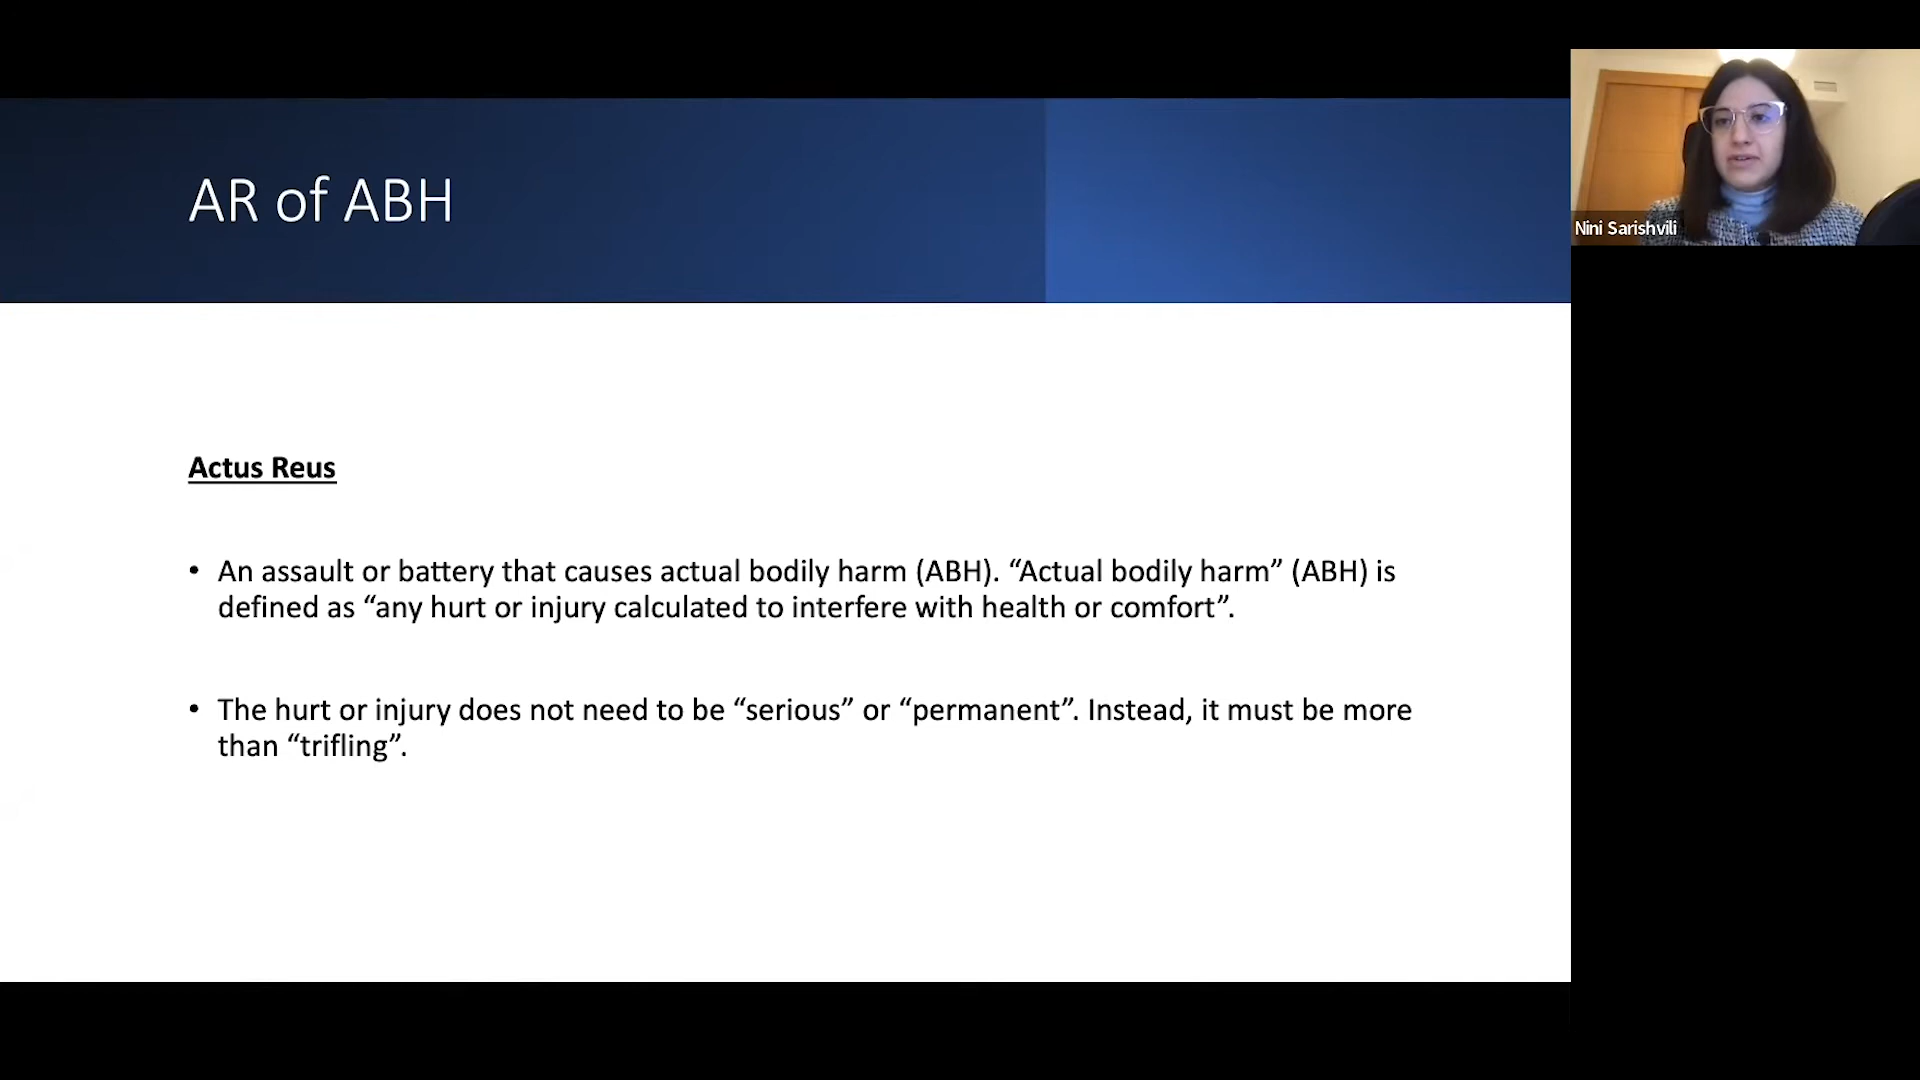 AR of ABH
Nini Sarishvili
Actus Reus
• An assault or battery that causes actual bodily harm (ABH). “Actual bodily harm” (ABH) is
defined as “any hurt or injury calculated to interfere with health or comfort”.
• The hurt or injury does not need to be “serious” or “permanent”. Instead, it must be more
than “trifling”.